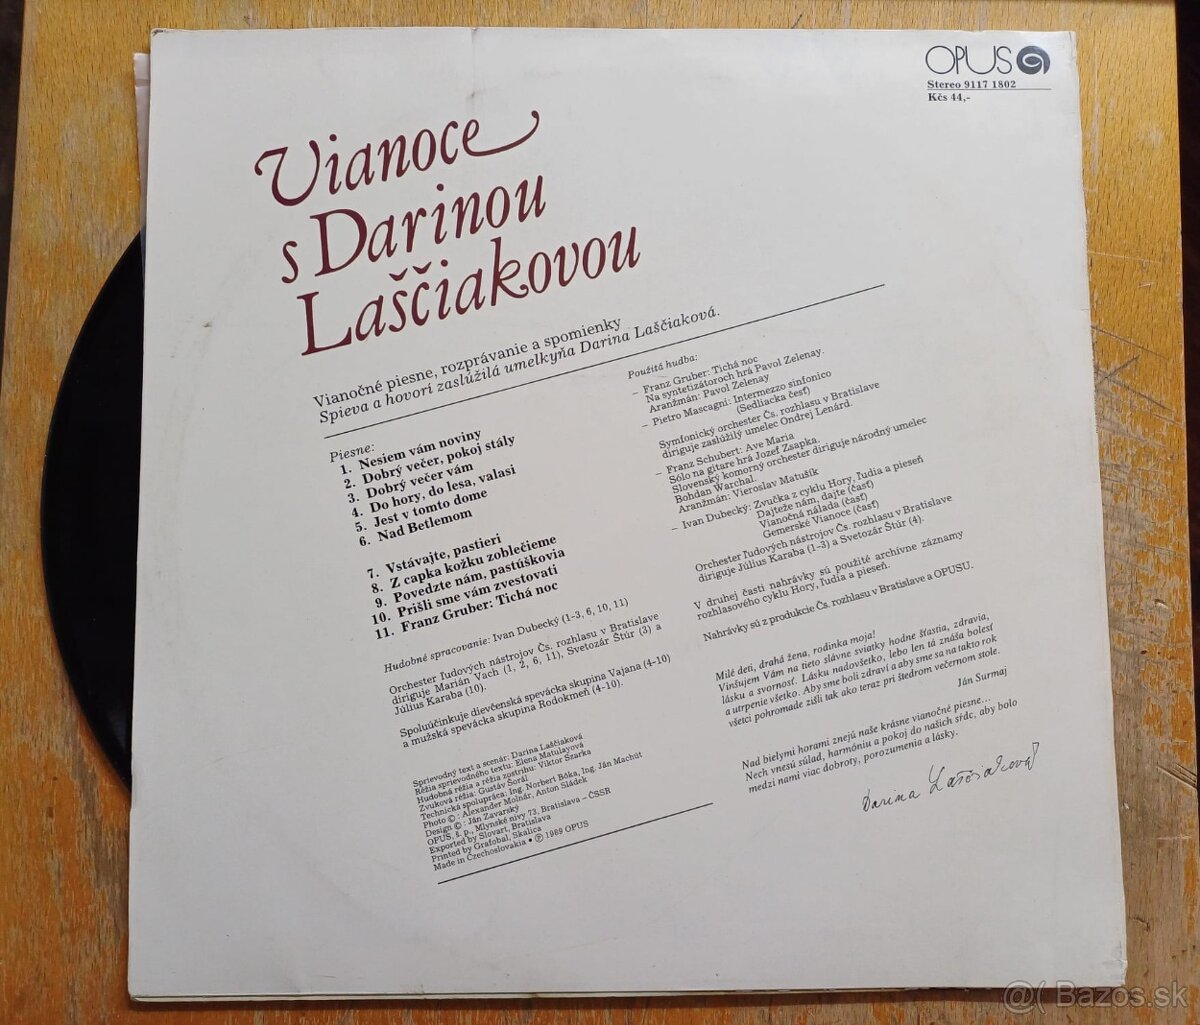 OPUS
Stereo 9117 1802
Kčs 44,-
Vianoce
s Darinou
Laščiakovou
Vianočné piesne, rozprávanie a spomienky
Spieva a hovorí zaslúžilá umelkyňa Darina Laščiaková.
Piesne:
1. Nesiem vám noviny
2. Dobrý večer, pokoj stály
3. Dobrý večer vám
4. Do hory, do lesa, valasi
5. Jest v tomto dome
6. Nad Betlemom
7. Vstávajte, pastieri
8. Z capka kožku zoblečieme
9. Povedzte nám, pastúškovia
10. Prišli sme vám zvestovati
11. Franz Gruber: Tichá noc
Hudobné spracovanie: Ivan Dubecký (1-3, 6, 10, 11)
Orchester ľudových nástrojov Čs. rozhlasu v Bratislave
diriguje Marián Vach (1, 2, 6, 11), Svetozár Štúr (3) a
Július Karaba (10).
Spoluúčinkuje dievčenská spevácka skupina Vajana (4-10)
a mužská spevácka skupina Rodokmeň (4-10).
Sprievodný text a scenár: Darina Laščiaková
Réžia sprievodného textu: Elena Matulayová
Hudobná réžia a réžia zostrihu: Viktor Szarka
Zvuková réžia: Gustáv Šorál
Technická spolupráca: Ing. Norbert Bóka, Ing. Ján Machút
Photo © : Alexander Molnár, Anton Sládek
Design © : Ján Zavarský
OPUS, š. p., Mlynské nivy 73, Bratislava – ČSSR
Exported by Slovart, Bratislava
Printed by Grafobal, Skalica
Made in Czechoslovakia • ℗ 1989 OPUS
Použitá hudba:
– Franz Gruber: Tichá noc
Na syntetizátoroch hrá Pavol Zelenay.
Aranžmán: Pavol Zelenay
– Pietro Mascagni: Intermezzo sinfonico
(Sedliacka česť)
Symfonický orchester Čs. rozhlasu v Bratislave
diriguje zaslúžilý umelec Ondrej Lenárd.
– Franz Schubert: Ave Maria
Sólo na gitare hrá Jozef Zsapka.
Slovenský komorný orchester diriguje národný umelec
Bohdan Warchal.
Aranžmán: Vieroslav Matušík
– Ivan Dubecký: Zvučka z cyklu Hory, ľudia a pieseň
Dajteže nám, dajte (časť)
Vianočná nálada (časť)
Gemerské Vianoce (časť)
Orchester ľudových nástrojov Čs. rozhlasu v Bratislave
diriguje Július Karaba (1-3) a Svetozár Štúr (4).
V druhej časti nahrávky sú použité archívne záznamy
rozhlasového cyklu Hory, ľudia a pieseň.
Nahrávky sú z produkcie Čs. rozhlasu v Bratislave a OPUSU.
Milé deti, drahá žena, rodinka moja!
Vinšujem Vám na tieto slávne sviatky hodne šťastia, zdravia,
lásku a svornosť. Lásku nadovšetko, lebo len tá znáša bolesť
a utrpenie všetko. Aby sme boli zdraví a aby sme sa na takto rok
všetci pohromade zišli tak ako teraz pri štedrom večernom stole.
Ján Surmaj
Nad bielymi horami znejú naše krásne vianočné piesne...
Nech vnesú súlad, harmóniu a pokoj do našich sŕdc, aby bolo
medzi nami viac dobroty, porozumenia a lásky.
Darina Laščiaková
@( Bazos.sk